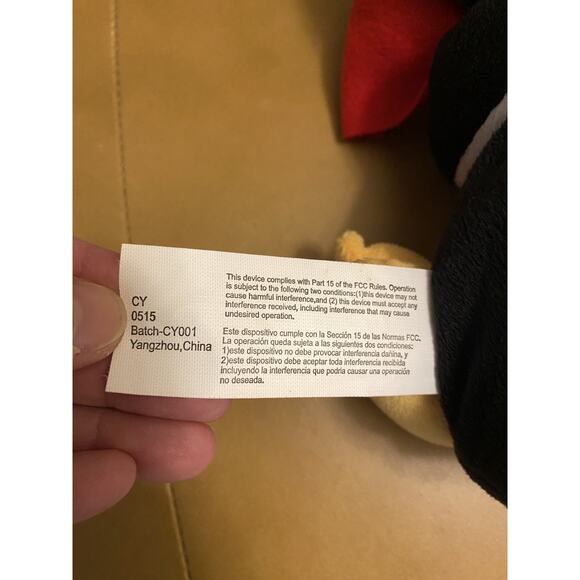 CY
0515
Batch-CY001
Yangzhou,China
This device complies with Part 15 of the FCC Rules. Operation
is subject to the following two conditions:(1)this device may not
cause harmful interference,and (2) this device must accept any
interference received, including interference that may cause
undesired operation.
Este dispositivo cumple con la Sección 15 de las Normas FCC.
La operación queda sujeta a las siguientes dos condiciones:
1)este dispositivo no debe provocar interferencia dañina, y
2)este dispositivo debe aceptar toda interferencia recibida
incluyendo la interferencia que podria causar una operación
no deseada.